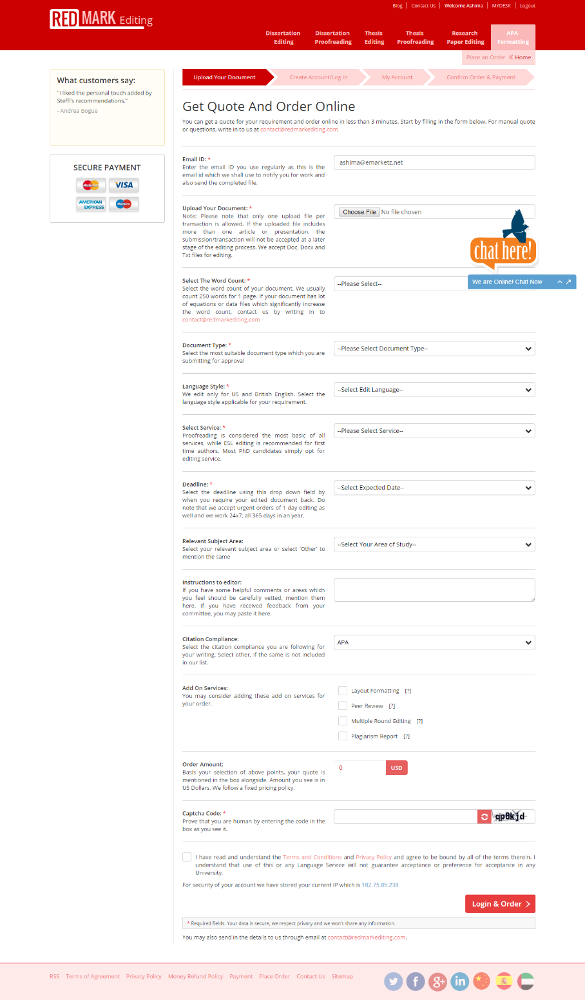 Blog | Contact Us | Welcome Ashima | MYDESK | Logout
RED MARK Editing
Dissertation Editing
Dissertation Proofreading
Thesis Editing
Thesis Proofreading
Research Paper Editing
APA Formatting
Place an Order « Home
What customers say:
"I liked the personal touch added by
Steffi's recommendations."
- Andrea Bogue
SECURE PAYMENT
MasterCard VISA
AMERICAN EXPRESS Maestro
Upload Your Document
Create Account/Log In
My Account
Confirm Order & Payment
Get Quote And Order Online
You can get a quote for your requirement and order online in less than 3 minutes. Start by filling in the form below. For manual quote
or questions, write in to us at contact@redmarkediting.com
Email ID: *
Enter the email ID you use regularly as this is the
email id which we shall use to notify you for work and
also send the completed file.
ashima@emarketz.net
Upload Your Document: *
Note: Please note that only one upload file per
transaction is allowed. If the uploaded file includes
more than one article or presentation, the
submission/transaction will not be accepted at a later
stage of the editing process. We accept Doc, Docx and
Txt files for editing.
Choose File No file chosen
chat here!
We are Online! Chat Now
Select The Word Count: *
Select the word count of your document. We usually
count 250 words for 1 page. If your document has lot
of equations or data files which significantly increase
the word count, contact us by writing in to
contact@redmarkediting.com
--Please Select--
Document Type: *
Select the most suitable document type which you are
submitting for approval
--Please Select Document Type--
Language Style: *
We edit only for US and British English. Select the
language style applicable for your requirement.
--Select Edit Language--
Select Service: *
Proofreading is considered the most basic of all
services, while ESL editing is recommended for first
time authors. Most PhD candidates simply opt for
editing service.
--Please Select Service--
Deadline: *
Select the deadline using this drop down field by
when you require your edited document back. Do
note that we accept urgent orders of 1 day editing as
well and we work 24x7, all 365 days in an year.
--Select Expected Date--
Relevant Subject Area:
Select your relevant subject area or select 'Other' to
mention the same
--Select Your Area of Study--
Instructions to editor:
If you have some helpful comments or areas which
you feel should be carefully vetted, mention them
here. If you have received feedback from your
committee, you may paste it here.
Citation Compliance:
Select the citation compliance you are following for
your writing. Select other, if the same is not included
in our list.
APA
Add On Services:
You may consider adding these add on services for
your order.
Layout Formatting [?]
Peer Review [?]
Multiple Round Editing [?]
Plagiarism Report [?]
Order Amount:
Basis your selection of above points, your quote is
mentioned in the box alongside. Amount you see is in
US Dollars. We follow a fixed pricing policy.
0 USD
Captcha Code: *
Prove that you are human by entering the code in the
box as you see it.
qp8kjd
I have read and understand the Terms and Conditions and Privacy Policy and agree to be bound by all of the terms therein. I
understand that use of this or any Language Service will not guarantee acceptance or preference for acceptance in any
University.
For security of your account we have stored your current IP which is 182.75.85.238
Login & Order
* Required fields. Your data is secure, we respect privacy and we won't share any information.
You may also send in the details to us through email at contact@redmarkediting.com.
RSS Terms of Agreement Privacy Policy Money Refund Policy Payment Place Order Contact Us Sitemap
f g+ in